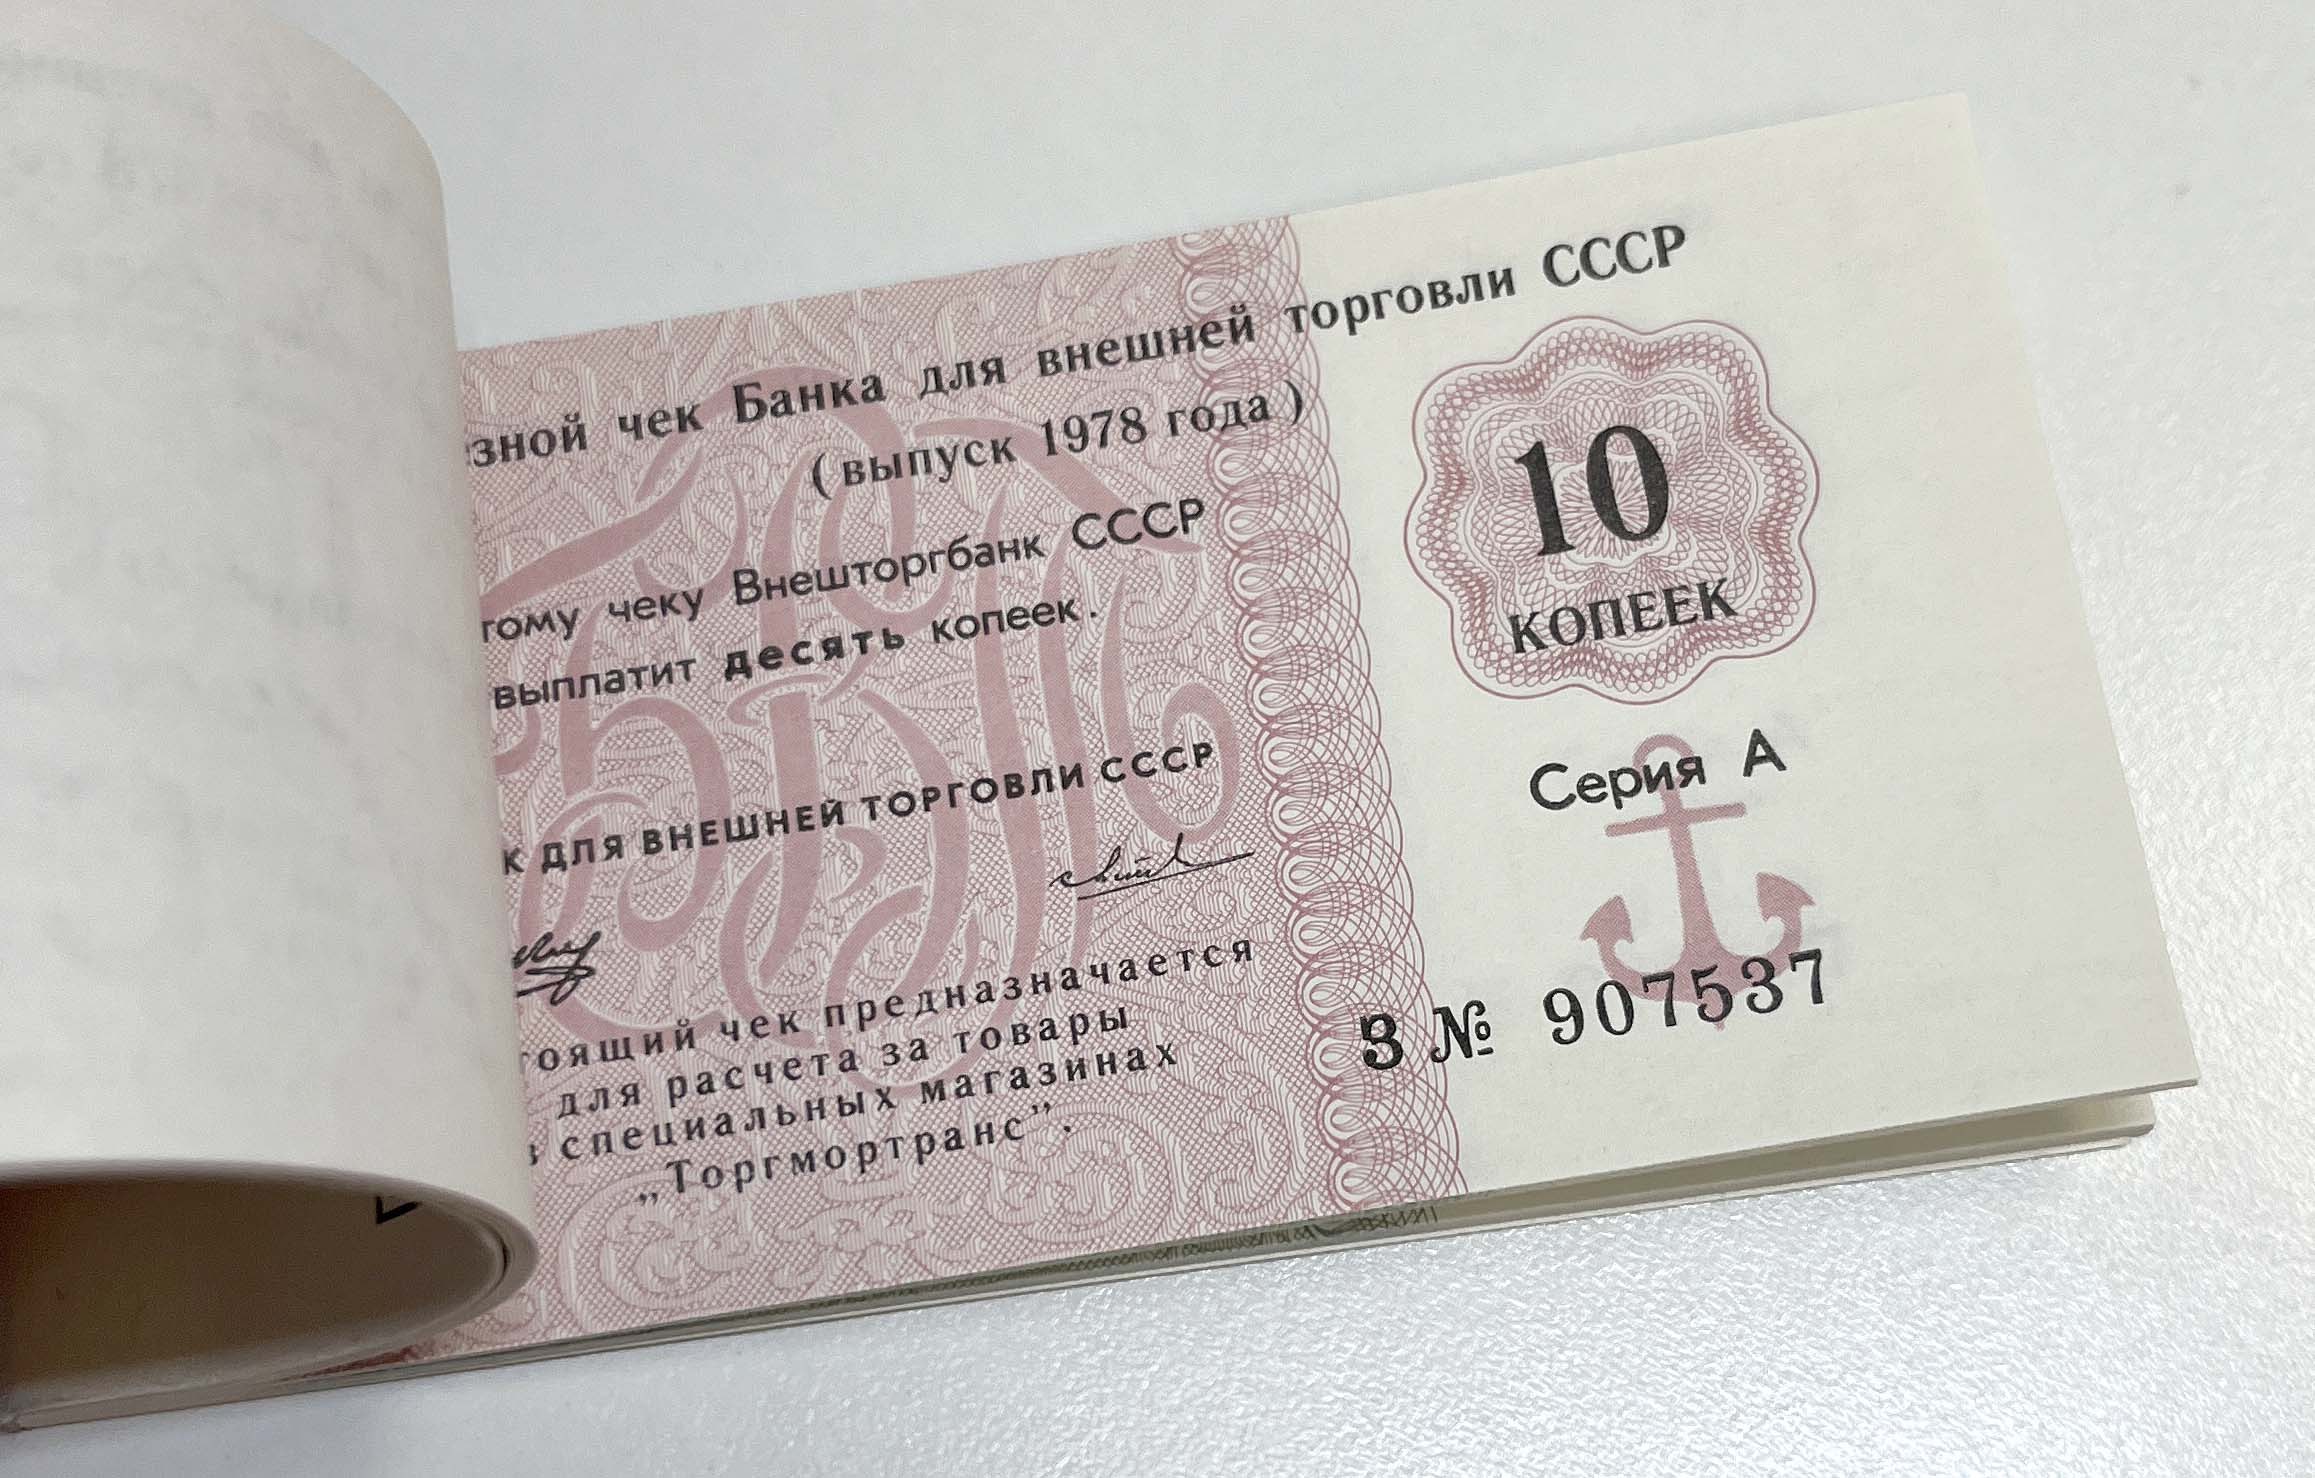 зной чек Банка для внешней торговли СССР
( выпуск 1978 года )
10
КОПЕЕК
тому чеку Внешторгбанк СССР
выплатит десять копеек.
К ДЛЯ ВНЕШНЕЙ ТОРГОВЛИ СССР
Серия А
З № 907537
тоящий чек предназначается
для расчета за товары
в специальных магазинах
„Торгмортранс”.